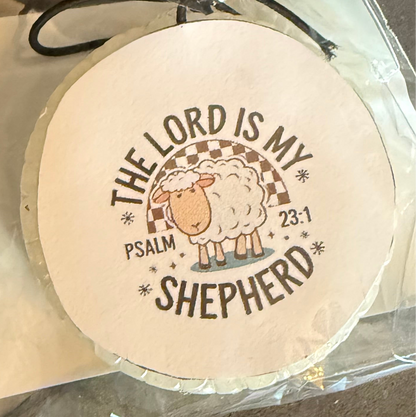 THE LORD IS MY
PSALM
23:1
SHEPHERD